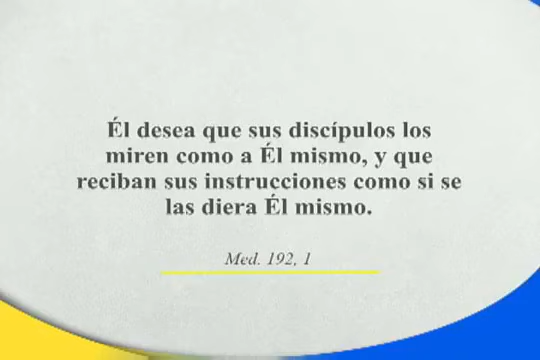 Él desea que sus discípulos los
miren como a Él mismo, y que
reciban sus instrucciones como si se
las diera Él mismo.
Med. 192, 1